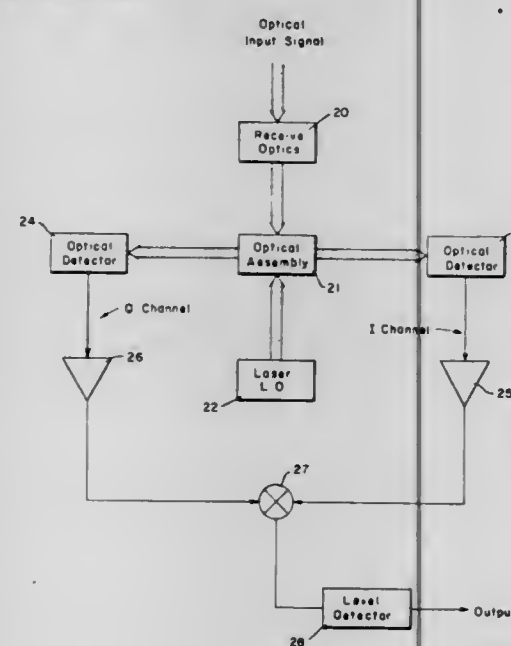 Optical
Input Signal
20
Receive
Optics
24
Optical
Detector
Optical
Assembly
21
Optical
Detector
Q Channel
I Channel
26
Laser
LO
22
25
27
Level
Detector
28
Output